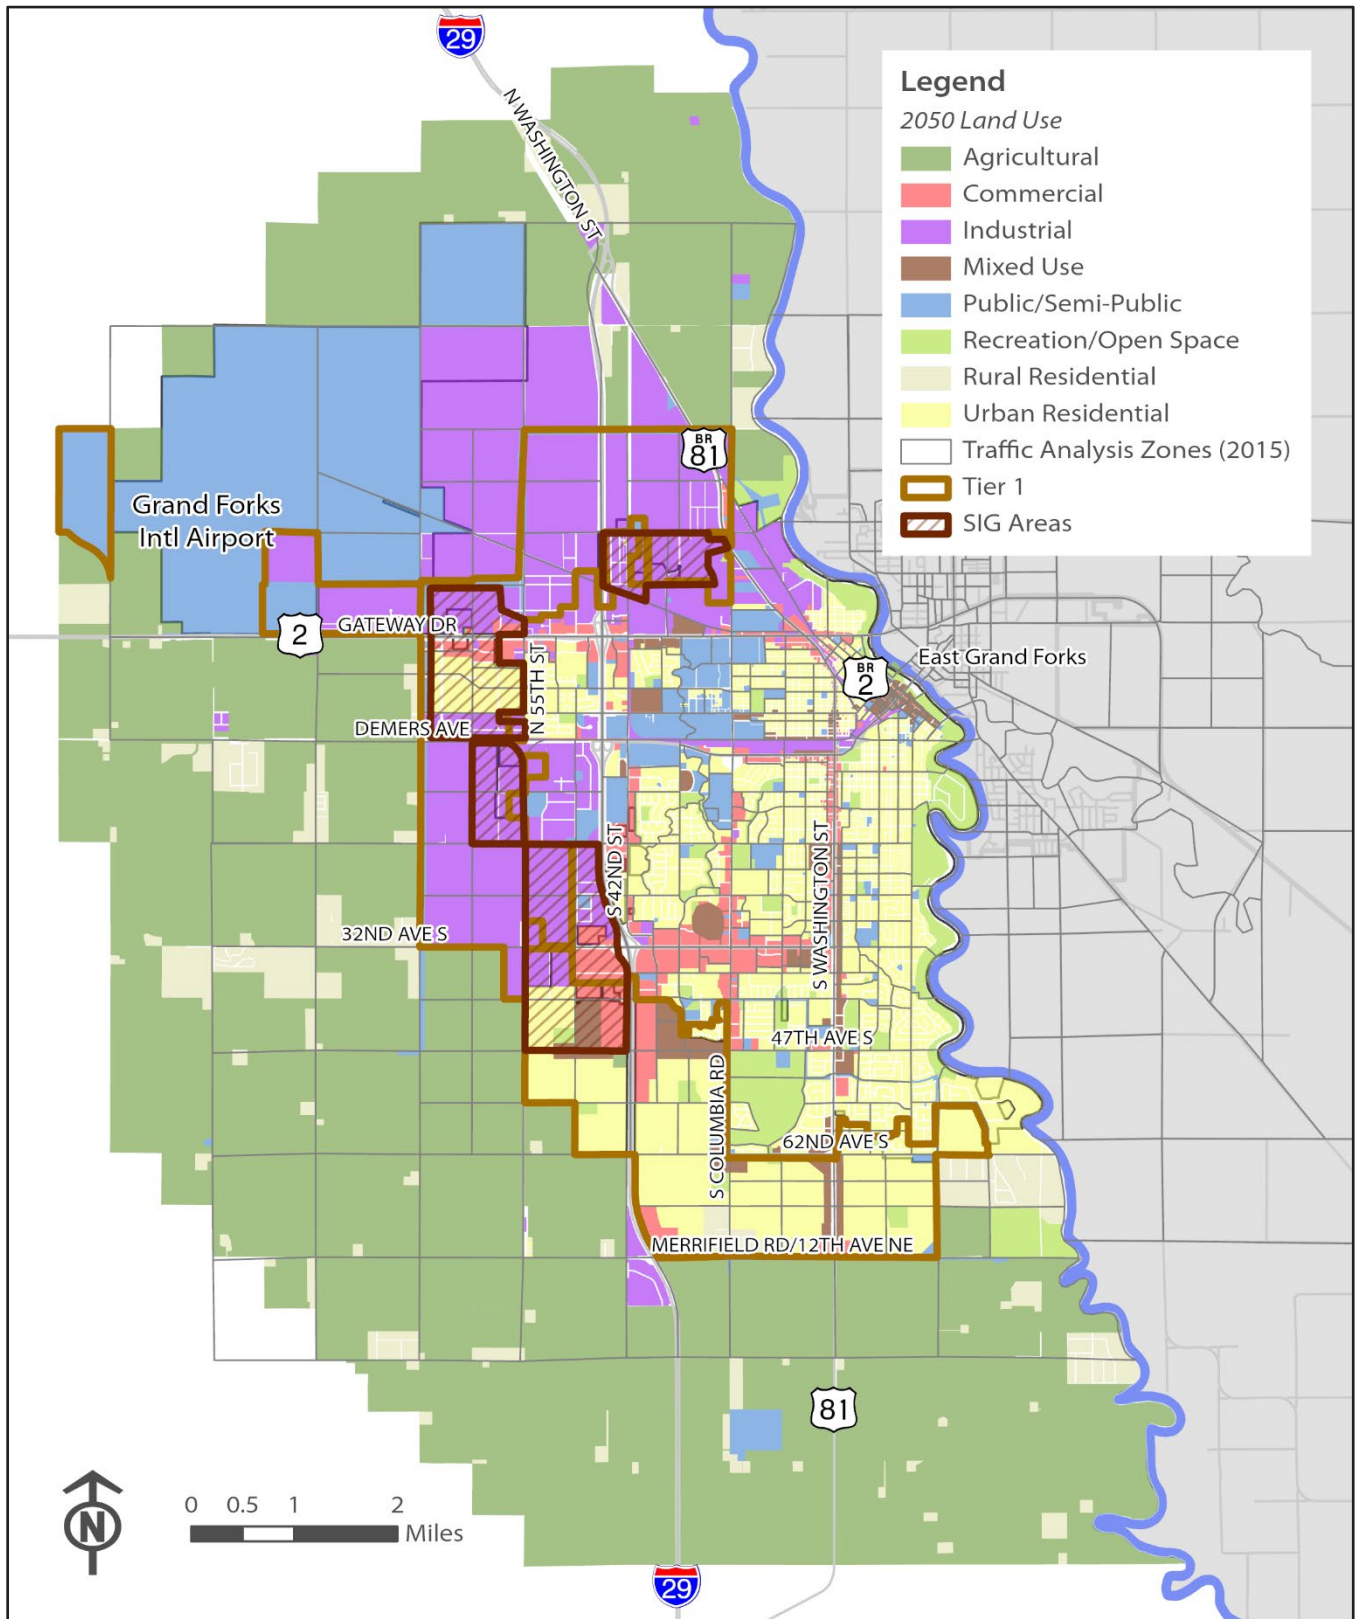 29
N WASHINGTON ST
Legend
2050 Land Use
Agricultural
Commercial
Industrial
Mixed Use
Public/Semi-Public
Recreation/Open Space
Rural Residential
Urban Residential
Traffic Analysis Zones (2015)
Tier 1
SIG Areas
BR
81
Grand Forks
Intl Airport
2
GATEWAY DR
N 55TH ST
East Grand Forks
BR
2
DEMERS AVE
S 42ND ST
S WASHINGTON ST
32ND AVE S
47TH AVE S
S COLUMBIA RD
62ND AVE S
MERRIFIELD RD/12TH AVE NE
81
N
0 0.5 1 2
Miles
29